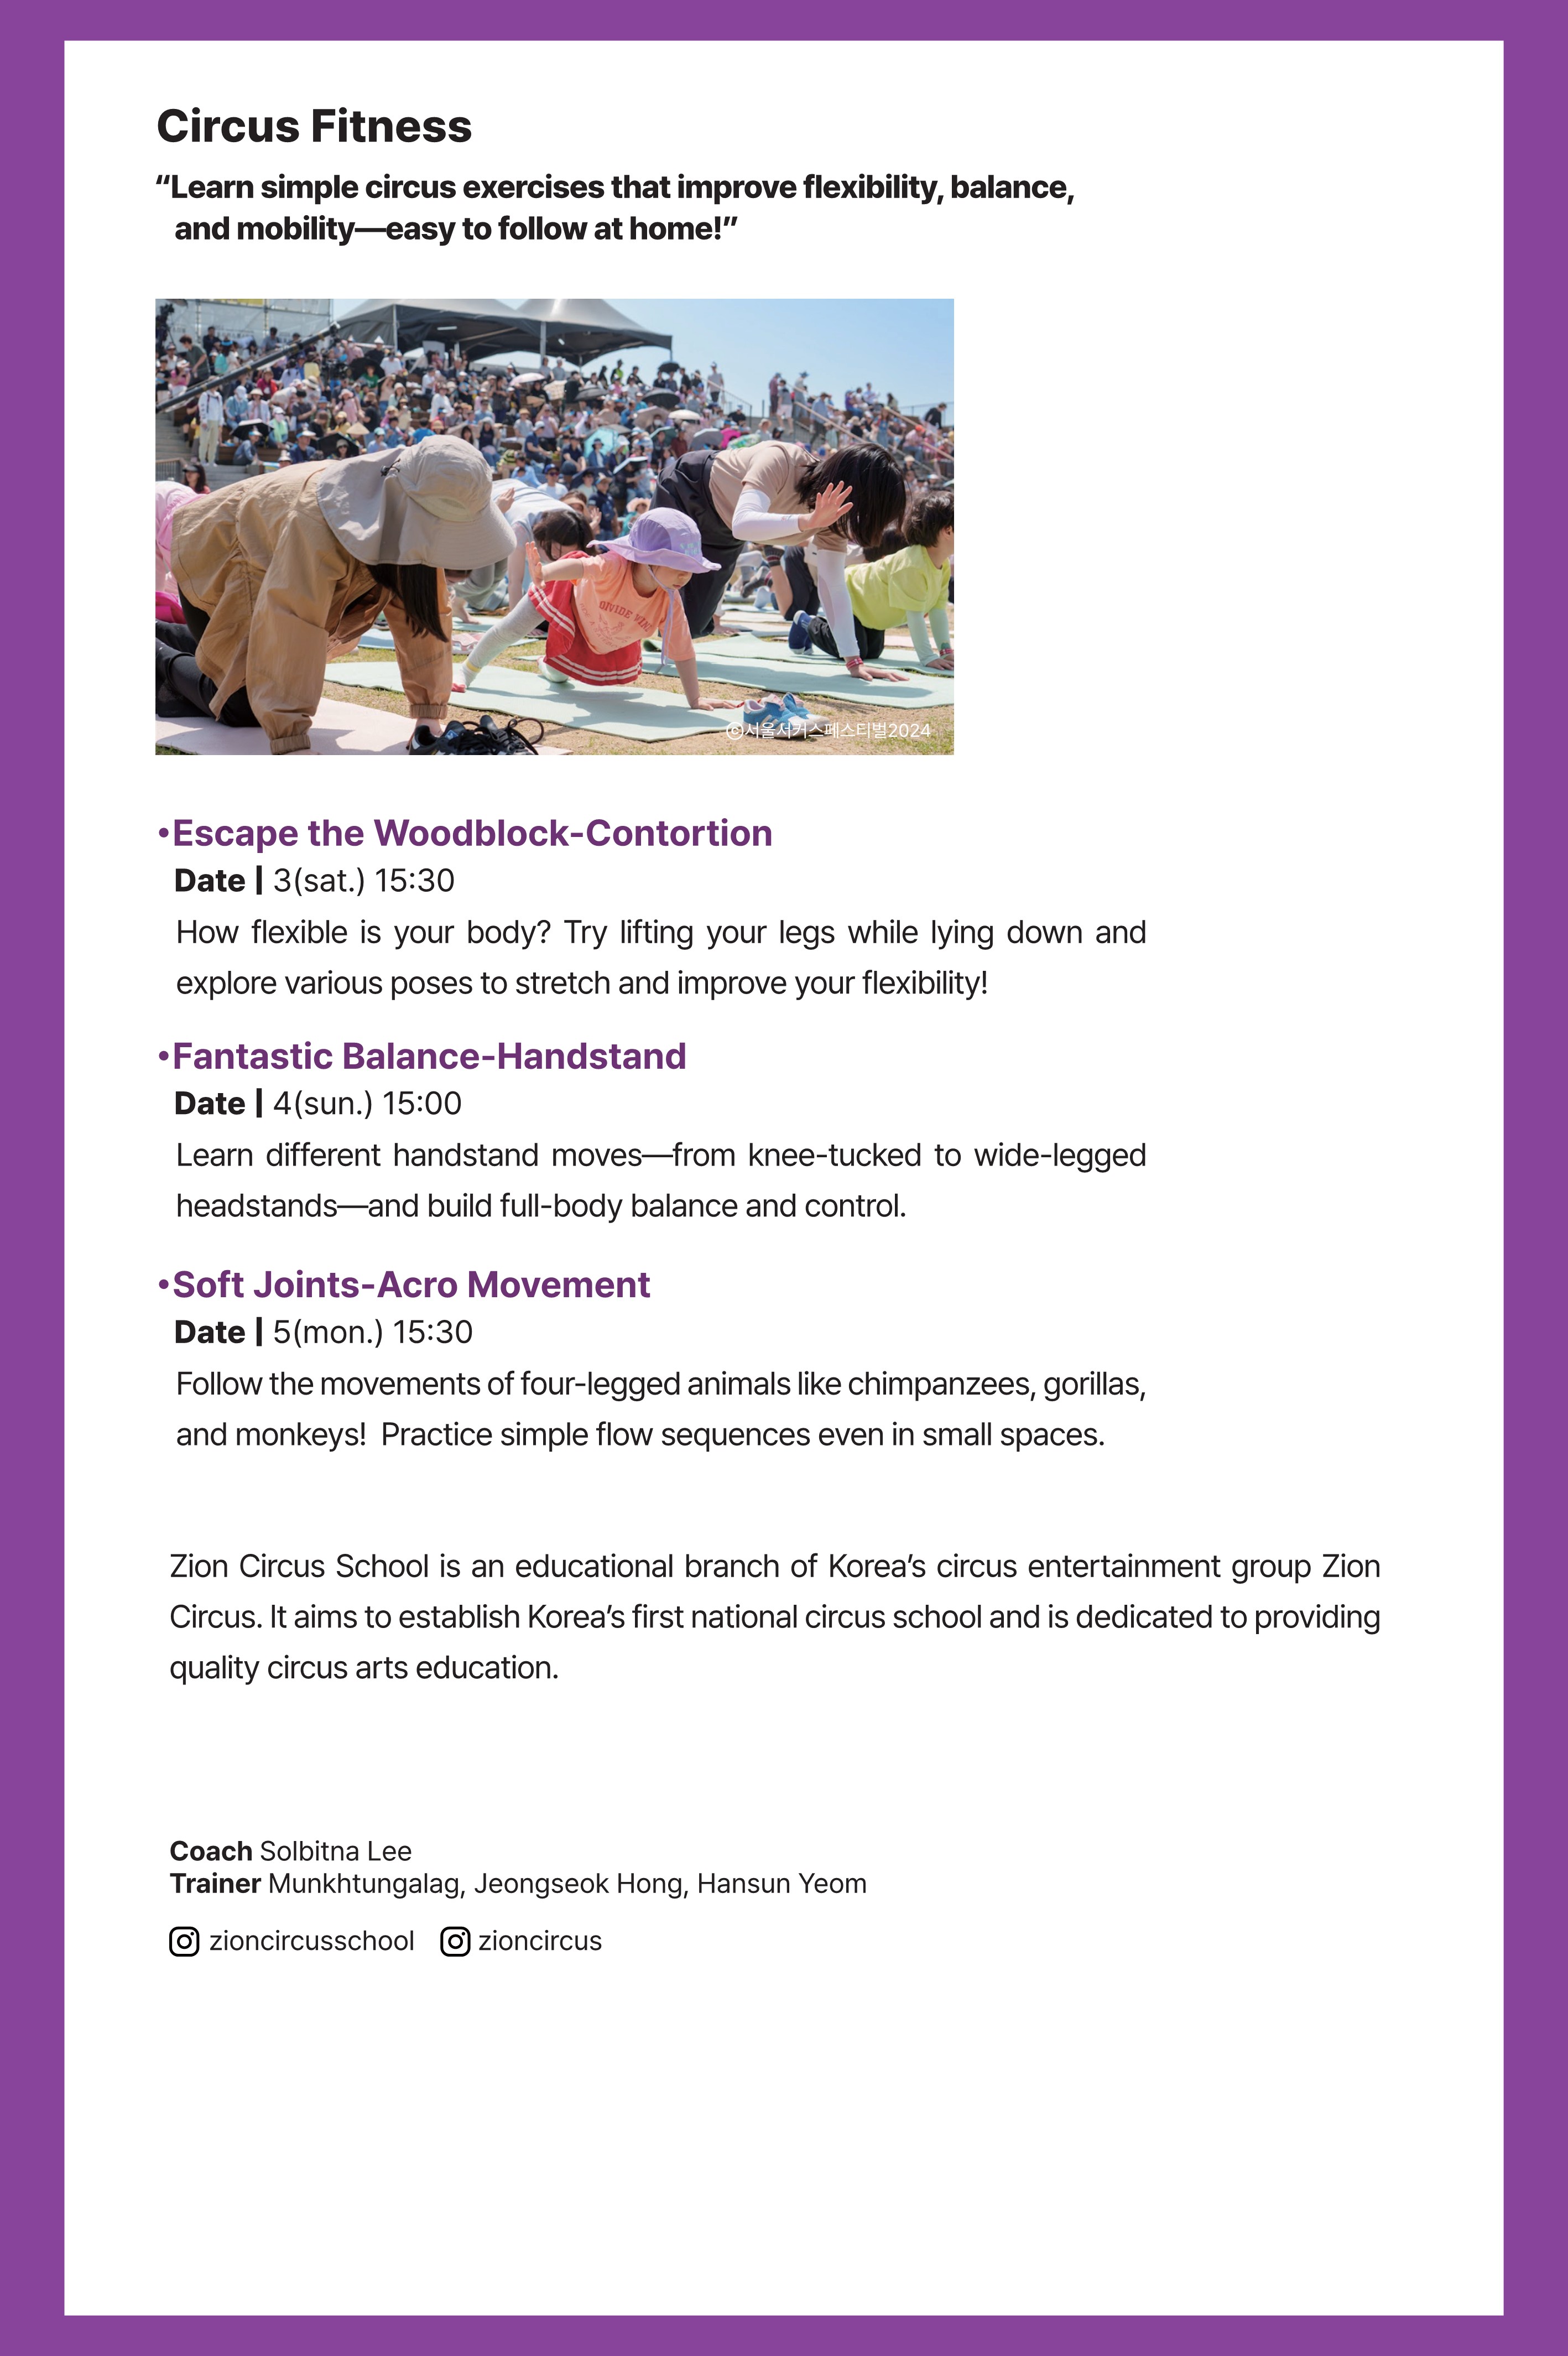 Circus Fitness
“Learn simple circus exercises that improve flexibility, balance,
and mobility—easy to follow at home!”
DIVIDE
ⓒ서울서커스페스티벌2024
•Escape the Woodblock-Contortion
Date | 3(sat.) 15:30
How flexible is your body? Try lifting your legs while lying down and
explore various poses to stretch and improve your flexibility!
•Fantastic Balance-Handstand
Date | 4(sun.) 15:00
Learn different handstand moves—from knee-tucked to wide-legged
headstands—and build full-body balance and control.
•Soft Joints-Acro Movement
Date | 5(mon.) 15:30
Follow the movements of four-legged animals like chimpanzees, gorillas,
and monkeys!  Practice simple flow sequences even in small spaces.
Zion Circus School is an educational branch of Korea’s circus entertainment group Zion
Circus. It aims to establish Korea’s first national circus school and is dedicated to providing
quality circus arts education.
Coach Solbitna Lee
Trainer Munkhtungalag, Jeongseok Hong, Hansun Yeom
zioncircusschool zioncircus